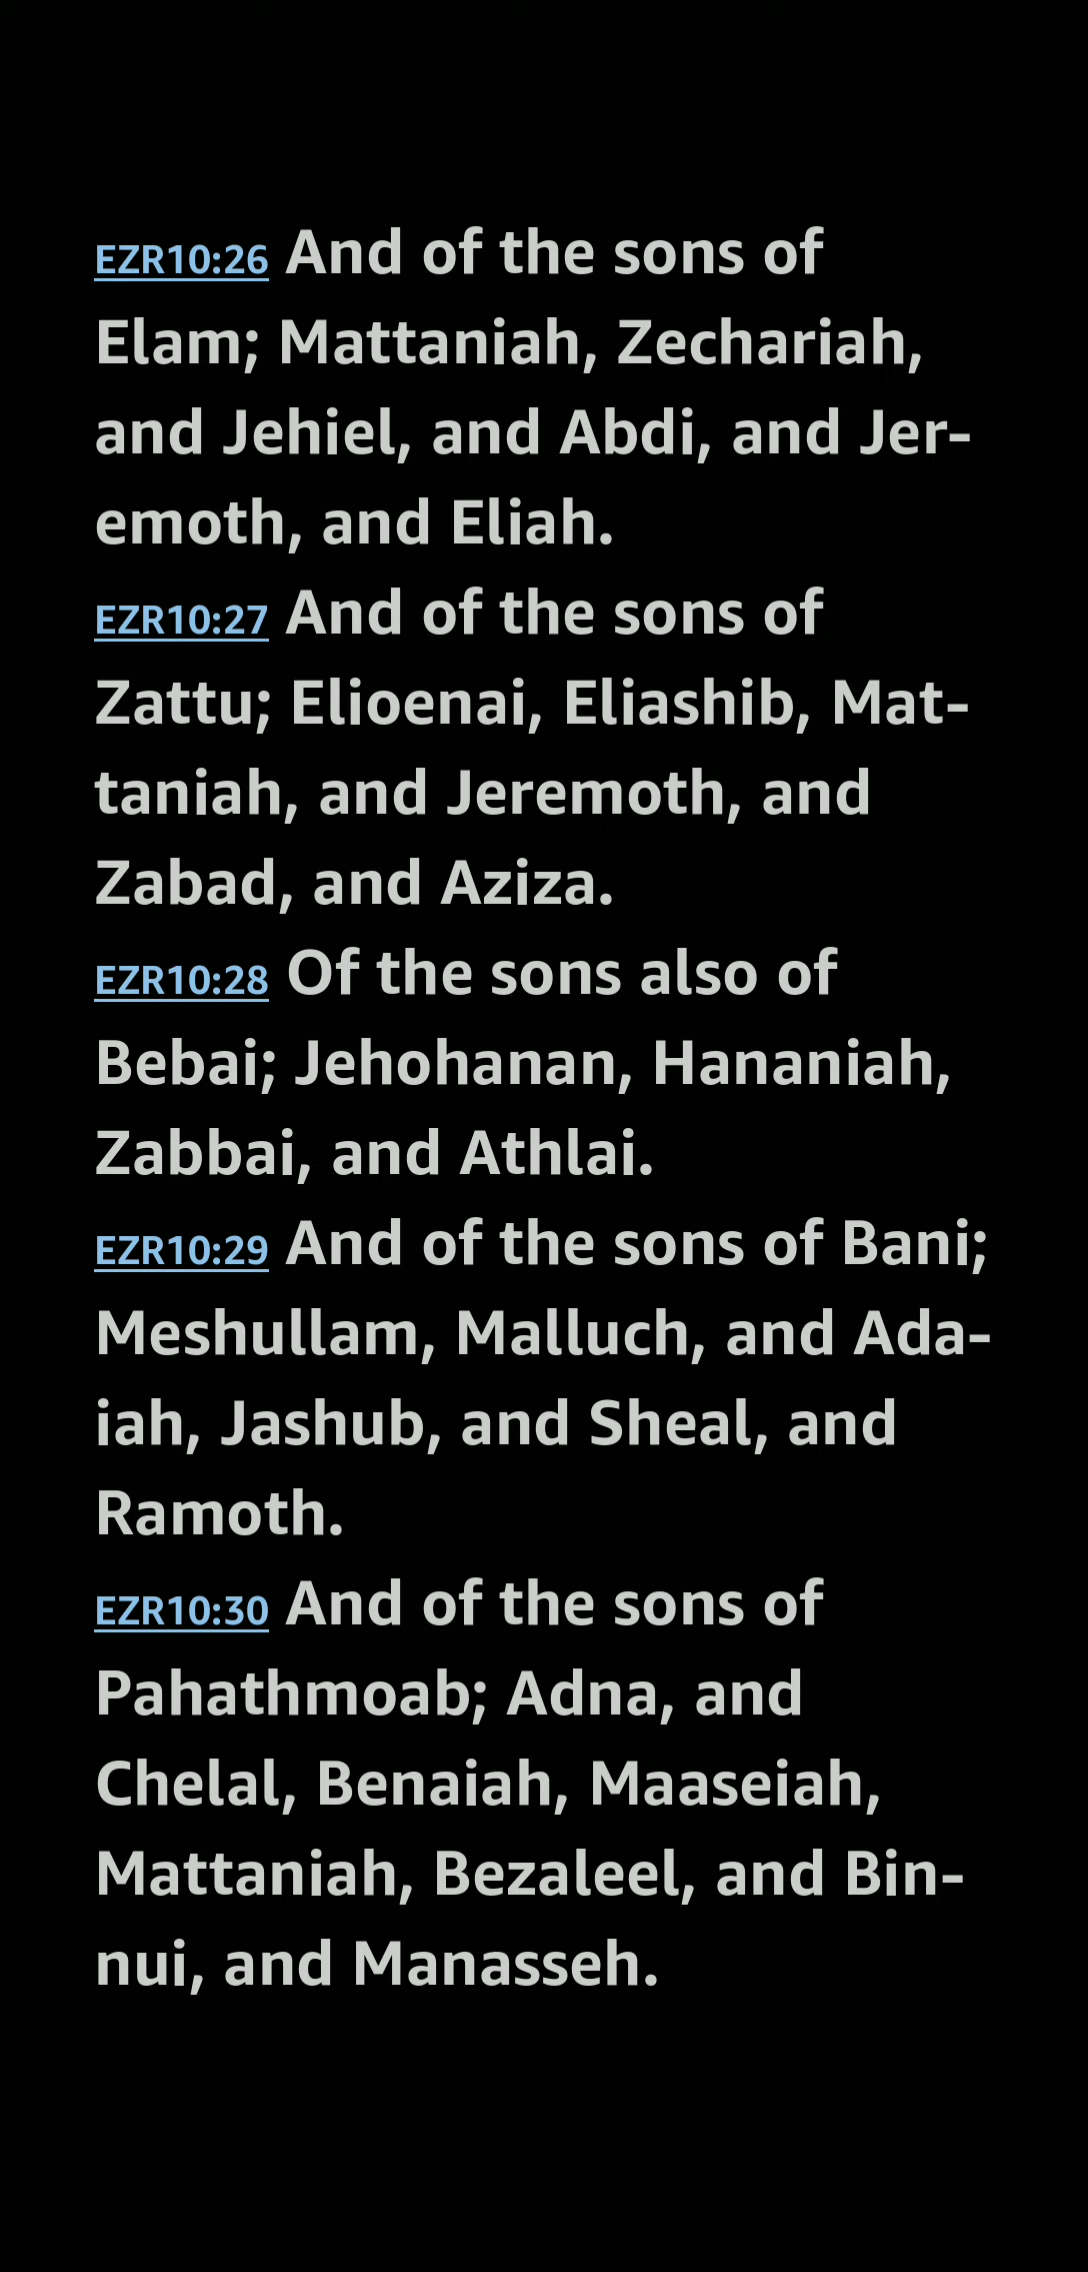 EZR10:26 And of the sons of
Elam; Mattaniah, Zechariah,
and Jehiel, and Abdi, and Jer-
emoth, and Eliah.
EZR10:27 And of the sons of
Zattu; Elioenai, Eliashib, Mat-
taniah, and Jeremoth, and
Zabad, and Aziza.
EZR10:28 Of the sons also of
Bebai; Jehohanan, Hananiah,
Zabbai, and Athlai.
EZR10:29 And of the sons of Bani;
Meshullam, Malluch, and Ada-
iah, Jashub, and Sheal, and
Ramoth.
EZR10:30 And of the sons of
Pahathmoab; Adna, and
Chelal, Benaiah, Maaseiah,
Mattaniah, Bezaleel, and Bin-
nui, and Manasseh.